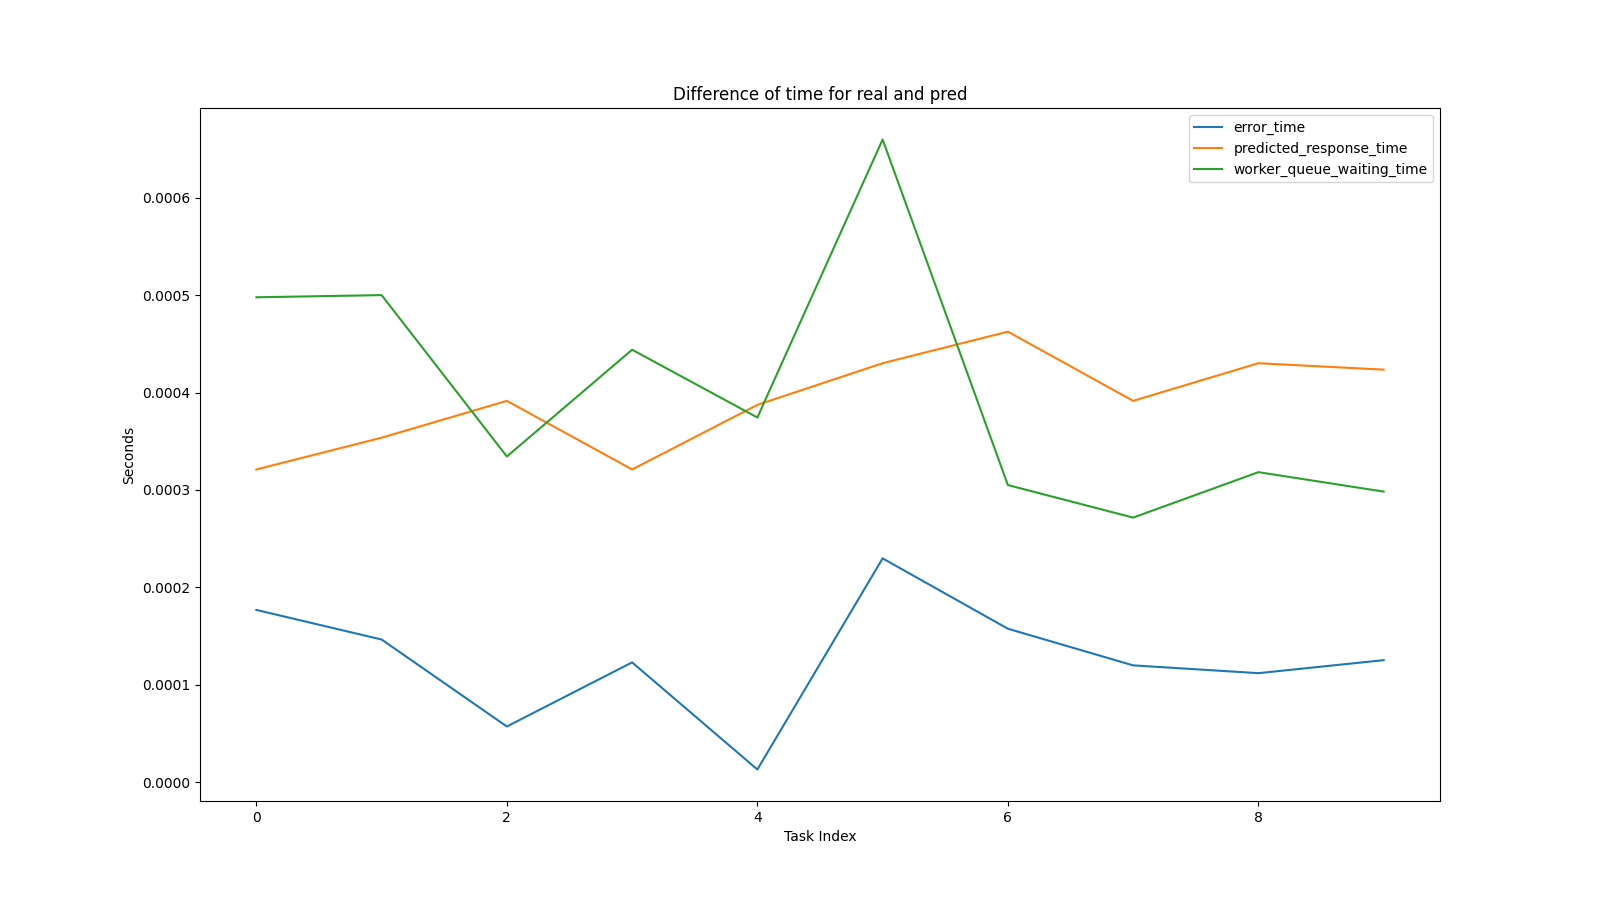 Difference of time for real and pred
error_time
predicted_response_time
worker_queue_waiting_time
0.0006
0.0005
0.0004
0.0003
0.0002
0.0001
0.0000
Seconds
0 2 4 6 8
Task Index